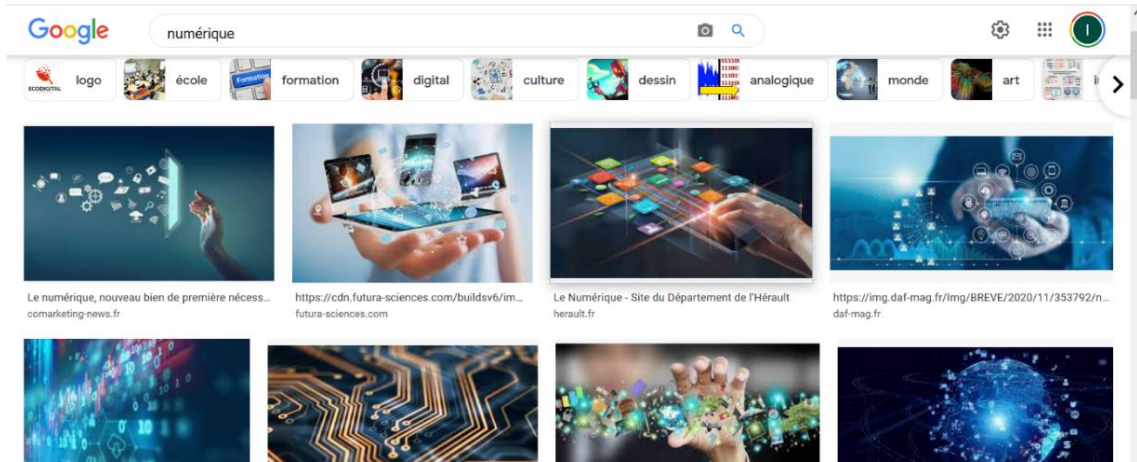 Google
numérique
ECODIGITAL
logo
école
Formation
formation
digital
culture
dessin
analogique
monde
art
Le numérique, nouveau bien de première nécess...
comarketing-news.fr
https://cdn.futura-sciences.com/buildsv6/im...
futura-sciences.com
Le Numérique - Site du Département de l'Hérault
herault.fr
https://img.daf-mag.fr/Img/BREVE/2020/11/353792/n...
daf-mag.fr